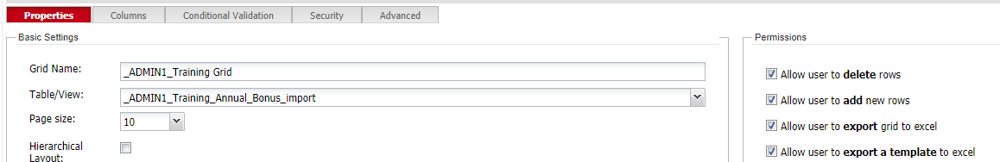 Properties Columns Conditional Validation Security Advanced
Basic Settings
Grid Name: _ADMIN1_Training Grid
Table/View: _ADMIN1_Training_Annual_Bonus_import
Page size: 10
Hierarchical
Layout:
Permissions
Allow user to delete rows
Allow user to add new rows
Allow user to export grid to excel
Allow user to export a template to excel